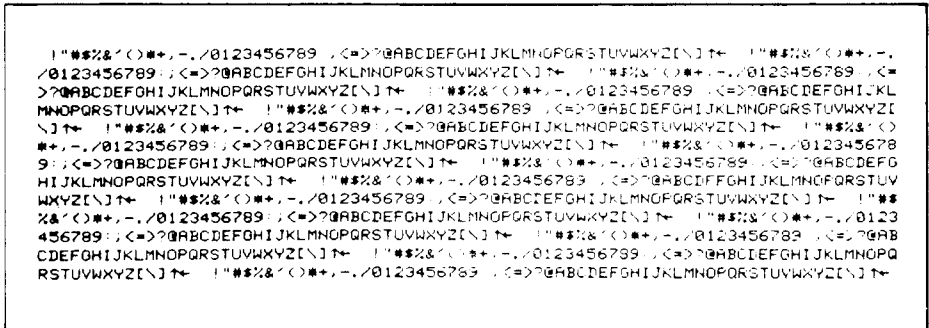 !"#$%&'()*+,-./0123456789 ,<=>?@ABCDEFGHIJKLMNOPQRSTUVWXYZ[\]↑← !"#$%&'()*+,-.
/0123456789:;<=>?@ABCDEFGHIJKLMNOPQRSTUVWXYZ[\]↑← !"#$%&'()*+,-./0123456789:;<=
>?@ABCDEFGHIJKLMNOPQRSTUVWXYZ[\]↑← !"#$%&'()*+,-./0123456789:;<=>?@ABCDEFGHIJKL
MNOPQRSTUVWXYZ[\]↑← !"#$%&'()*+,-./0123456789:;<=>?@ABCDEFGHIJKLMNOPQRSTUVWXYZ[
\]↑← !"#$%&'()*+,-./0123456789:;<=>?@ABCDEFGHIJKLMNOPQRSTUVWXYZ[\]↑← !"#$%&'()
*+,-./0123456789:;<=>?@ABCDEFGHIJKLMNOPQRSTUVWXYZ[\]↑← !"#$%&'()*+,-./012345678
9:;<=>?@ABCDEFGHIJKLMNOPQRSTUVWXYZ[\]↑← !"#$%&'()*+,-./0123456789:;<=>?@ABCDEFG
HIJKLMNOPQRSTUVWXYZ[\]↑← !"#$%&'()*+,-./0123456789:;<=>?@ABCDEFGHIJKLMNOPQRSTUV
WXYZ[\]↑← !"#$%&'()*+,-./0123456789:;<=>?@ABCDEFGHIJKLMNOPQRSTUVWXYZ[\]↑← !"#$
%&'()*+,-./0123456789:;<=>?@ABCDEFGHIJKLMNOPQRSTUVWXYZ[\]↑← !"#$%&'()*+,-./0123
456789:;<=>?@ABCDEFGHIJKLMNOPQRSTUVWXYZ[\]↑← !"#$%&'()*+,-./0123456789:;<=>?@AB
CDEFGHIJKLMNOPQRSTUVWXYZ[\]↑← !"#$%&'()*+,-./0123456789:;<=>?@ABCDEFGHIJKLMNOPQ
RSTUVWXYZ[\]↑← !"#$%&'()*+,-./0123456789:;<=>?@ABCDEFGHIJKLMNOPQRSTUVWXYZ[\]↑←